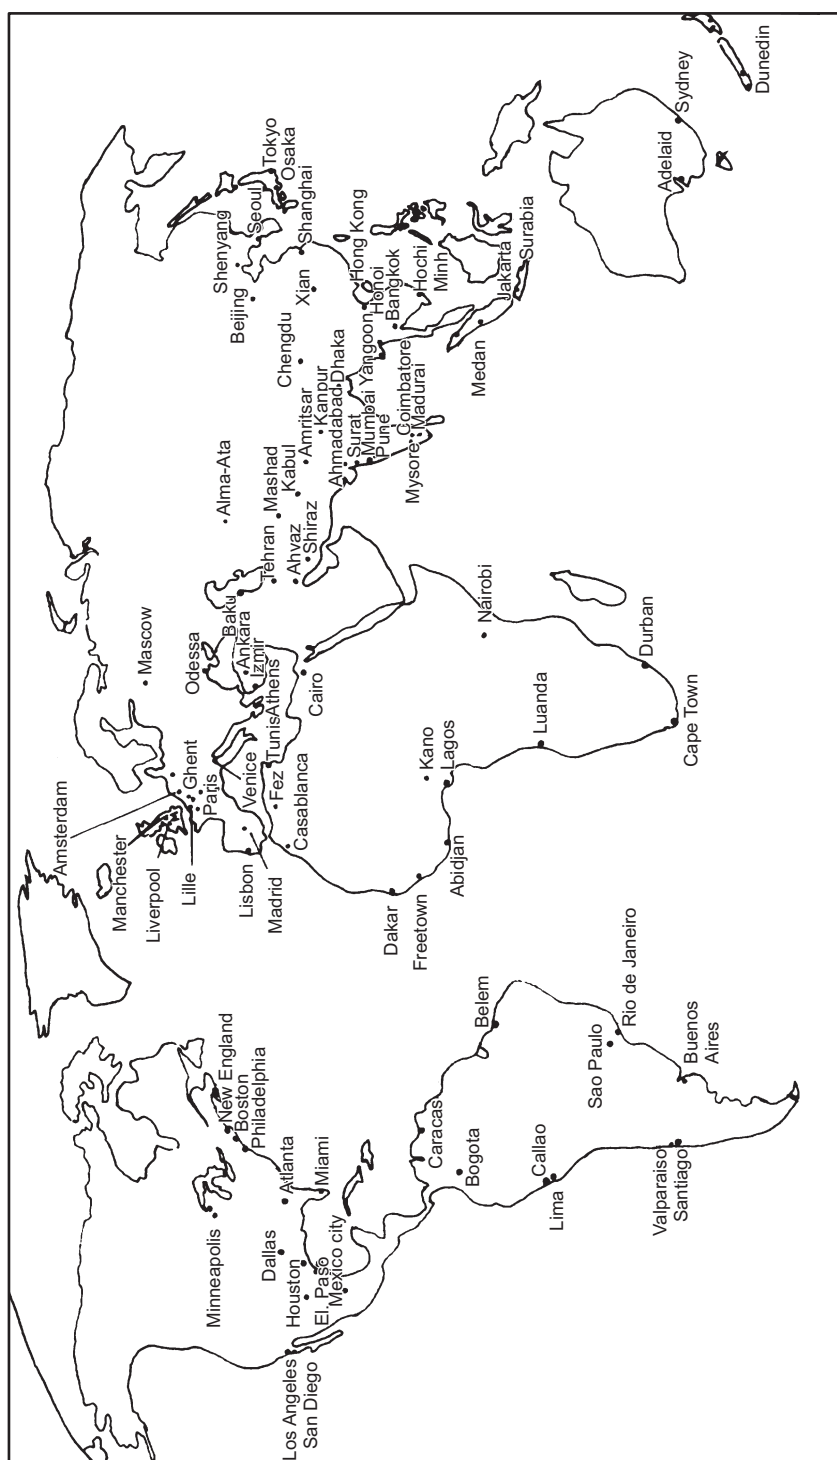 Los Angeles
San Diego
Minneapolis
Dallas
Houston
El. Paso
Mexico city
Atlanta
Miami
New England
Boston
Philadelphia
Caracas
Bogota
Callao
Lima
Valparaiso
Santiago
Belem
Sao Paulo
Rio de Janeiro
Buenos
Aires
Amsterdam
Manchester
Liverpool
Lille
Ghent
Paris
Lisbon
Madrid
Venice
Fez
Casablanca
Tunis
Athens
Dakar
Freetown
Abidjan
Kano
Lagos
Luanda
Cape Town
Durban
Nairobi
Cairo
Mascow
Odessa
Baku
Ankara
Izmir
Tehran
Ahvaz
Shiraz
Mashad
Kabul
Alma-Ata
Amritsar
Kanpur
Ahmadabad
Dhaka
Surat
Mumbai
Pune
Mysore
Coimbatore
Madurai
Yangoon
Chengdu
Beijing
Shenyang
Seoul
Tokyo
Osaka
Shanghai
Xian
Hong Kong
Honoi
Bangkok
Hochi
Minh
Medan
Jakarta
Surabia
Adelaid
Sydney
Dunedin